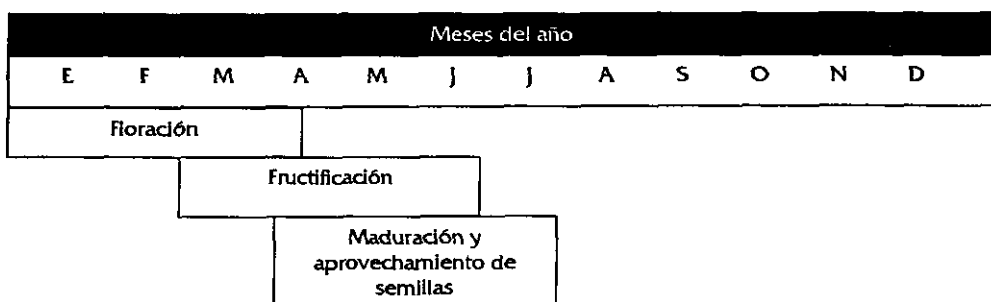 Meses del año
E F M A M J J A S O N D
Floración
Fructificación
Maduración y
aprovechamiento de
semillas